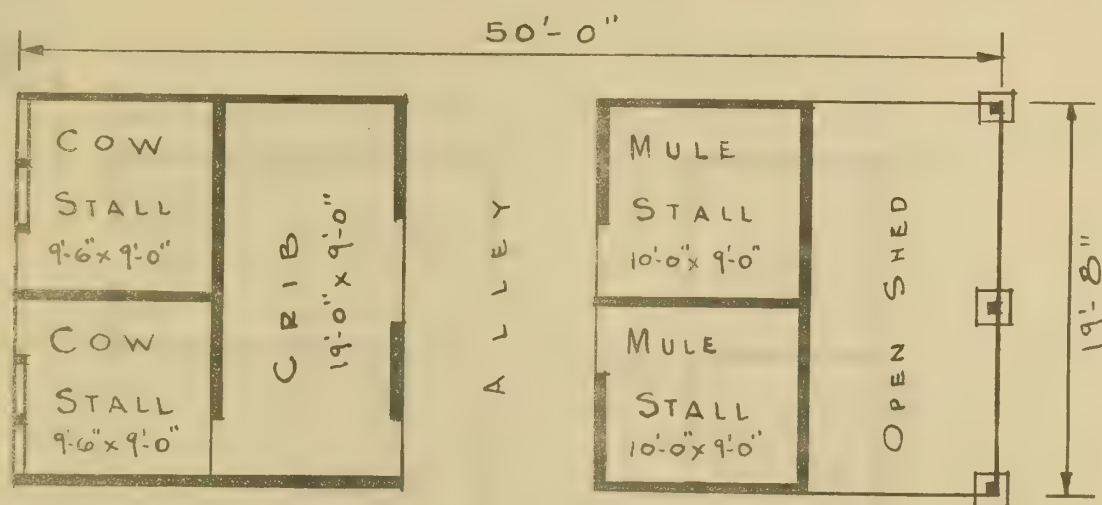 50'-0"
COW
STALL
9'-6" x 9'-0"
COW
STALL
9'-6" x 9'-0"
CRIB
19'-0" x 9'-0"
ALLEY
MULE
STALL
10'-0" x 9'-0"
MULE
STALL
10'-0" x 9'-0"
OPEN SHED
19'-8"